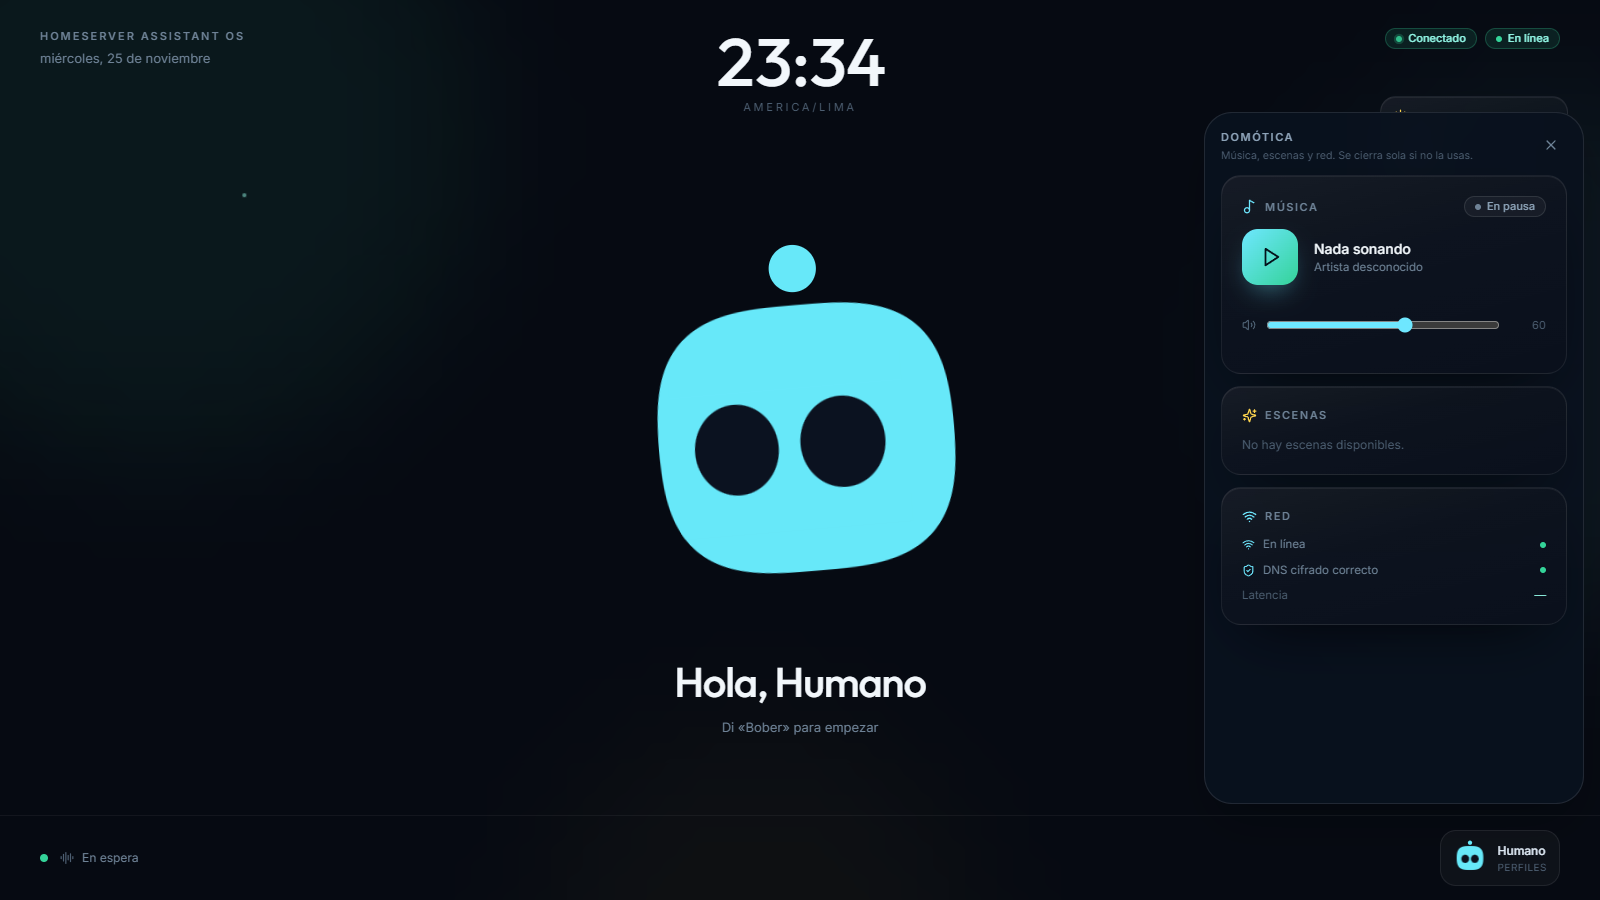 HOMESERVER ASSISTANT OS
miércoles, 25 de noviembre
23:34
AMERICA/LIMA
Conectado
En línea
DOMÓTICA
Música, escenas y red. Se cierra sola si no la usas.
MÚSICA
En pausa
Nada sonando
Artista desconocido
60
ESCENAS
No hay escenas disponibles.
RED
En línea
DNS cifrado correcto
Latencia —
Hola, Humano
Di «Bober» para empezar
En espera
Humano
PERFILES